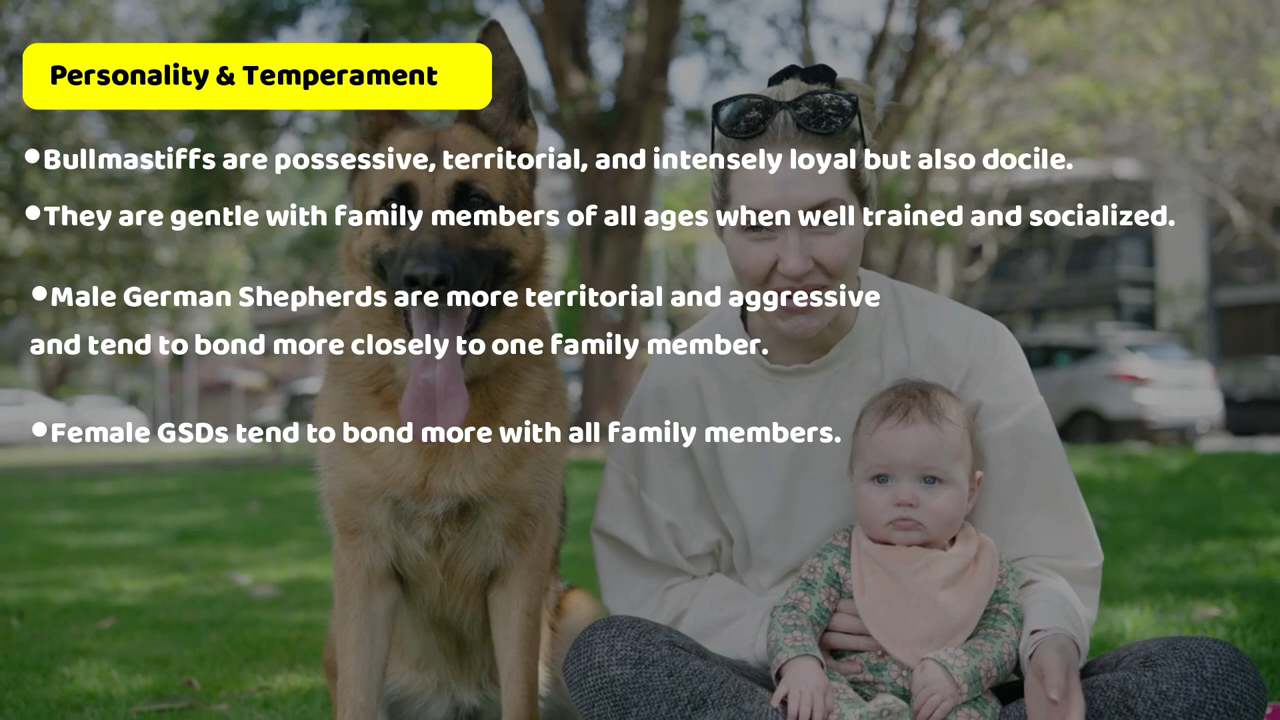 Personality & Temperament
•Bullmastiffs are possessive, territorial, and intensely loyal but also docile.
•They are gentle with family members of all ages when well trained and socialized.
•Male German Shepherds are more territorial and aggressive
and tend to bond more closely to one family member.
•Female GSDs tend to bond more with all family members.